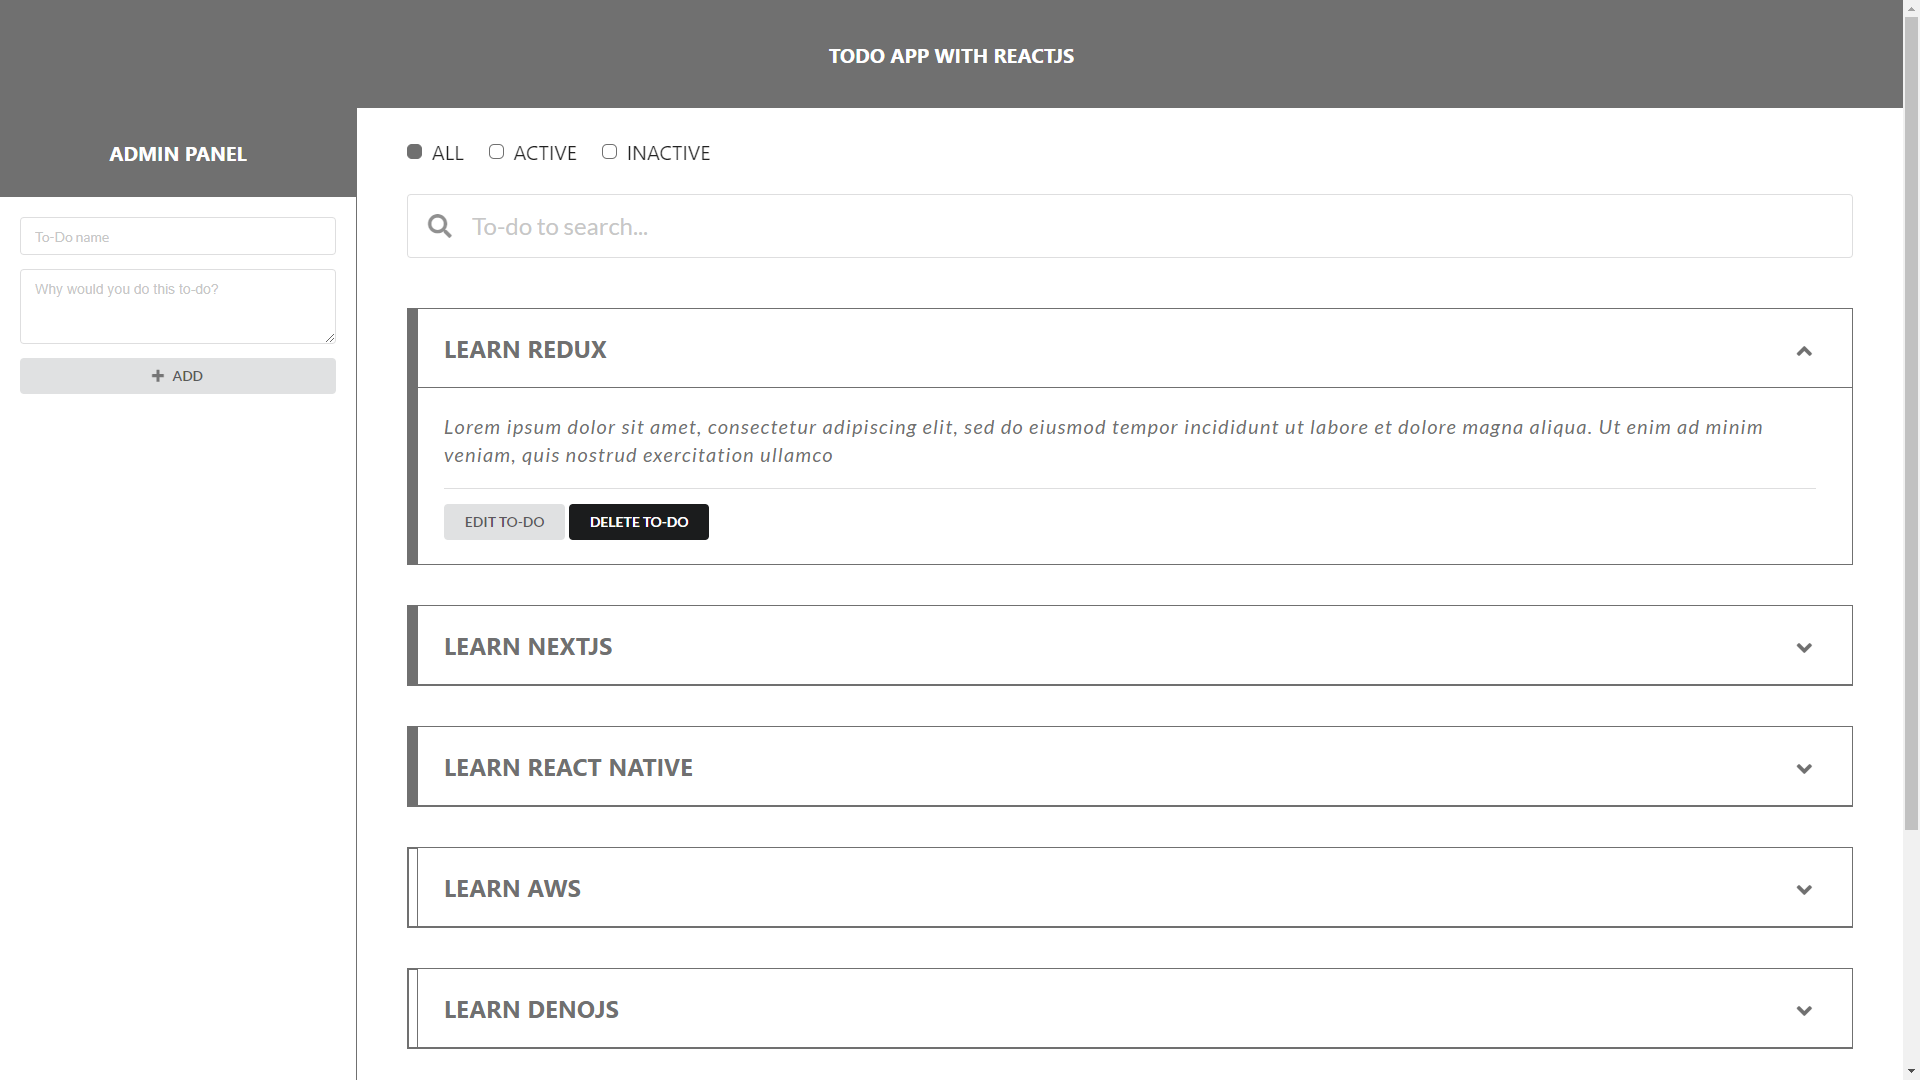 TODO APP WITH REACTJS
ADMIN PANEL
To-Do name
Why would you do this to-do?
ADD
ALL ACTIVE INACTIVE
To-do to search...
LEARN REDUX
Lorem ipsum dolor sit amet, consectetur adipiscing elit, sed do eiusmod tempor incididunt ut labore et dolore magna aliqua. Ut enim ad minim
veniam, quis nostrud exercitation ullamco
EDIT TO-DO DELETE TO-DO
LEARN NEXTJS
LEARN REACT NATIVE
LEARN AWS
LEARN DENOJS